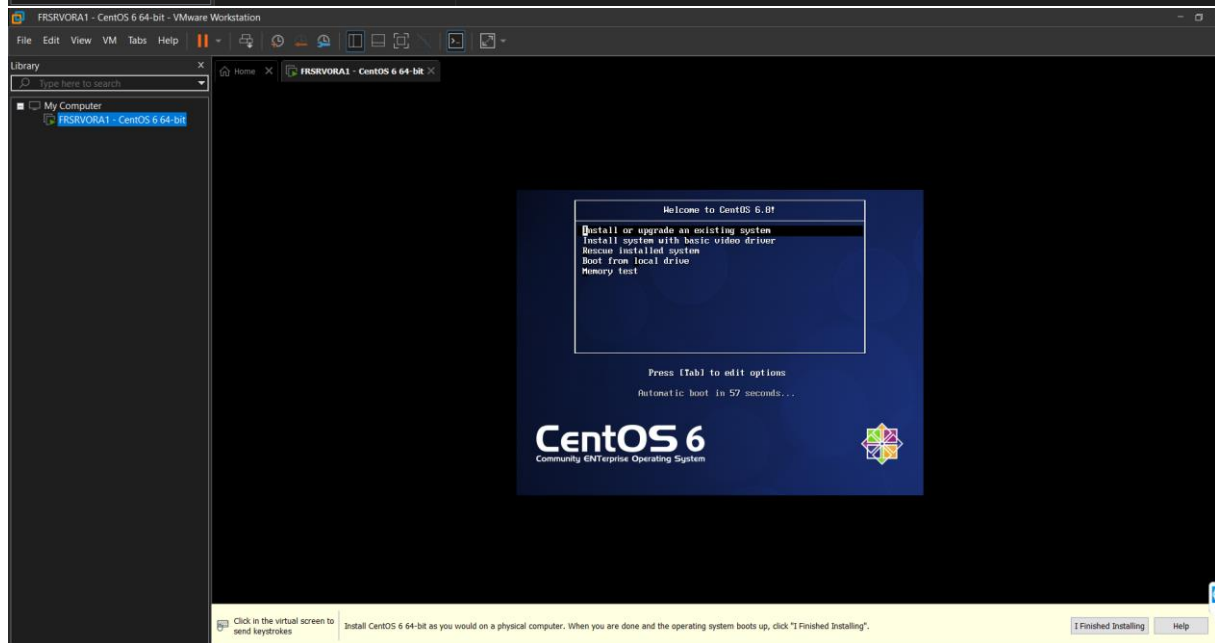 FRSRVORA1 - CentOS 6 64-bit - VMware Workstation
File Edit View VM Tabs Help
Library
Home
FRSRVORA1 - CentOS 6 64-bit
Type here to search
My Computer
FRSRVORA1 - CentOS 6 64-bit
Welcome to CentOS 6.8!
Install or upgrade an existing system
Install system with basic video driver
Rescue installed system
Boot from local drive
Memory test
Press [Tab] to edit options
Automatic boot in 57 seconds...
CentOS 6
Community ENTerprise Operating System
Click in the virtual screen to
send keystrokes
Install CentOS 6 64-bit as you would on a physical computer. When you are done and the operating system boots up, click "I Finished Installing".
I Finished Installing
Help